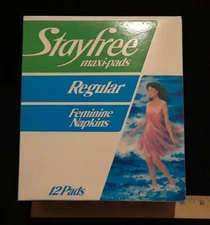 Stayfree
maxi-pads
Regular
Feminine
Napkins
12 Pads